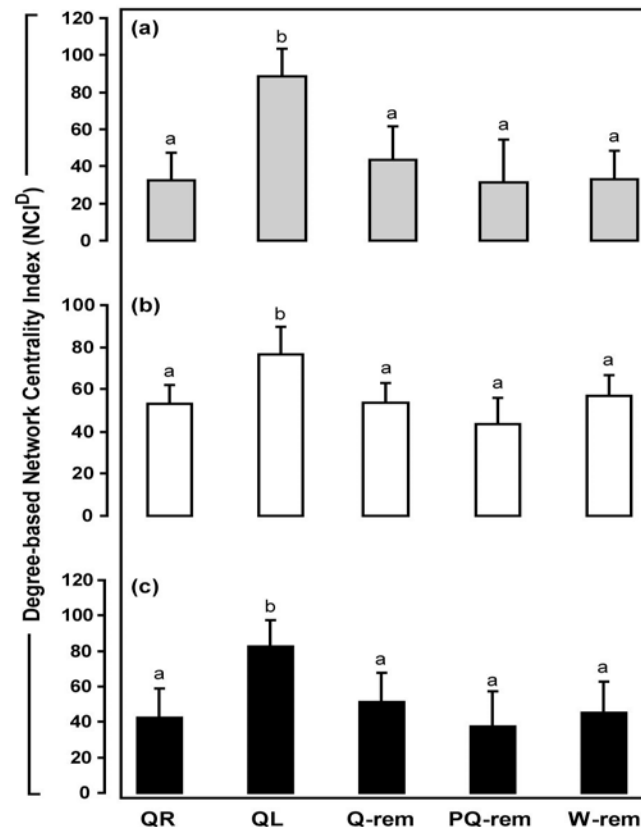 Degree-based Network Centrality Index (NCI^D)
(a)
120
100
80
60
40
20
0
a
b
a
a
a
(b)
100
80
60
40
20
0
a
b
a
a
a
(c)
120
100
80
60
40
20
0
a
b
a
a
a
QR QL Q-rem PQ-rem W-rem